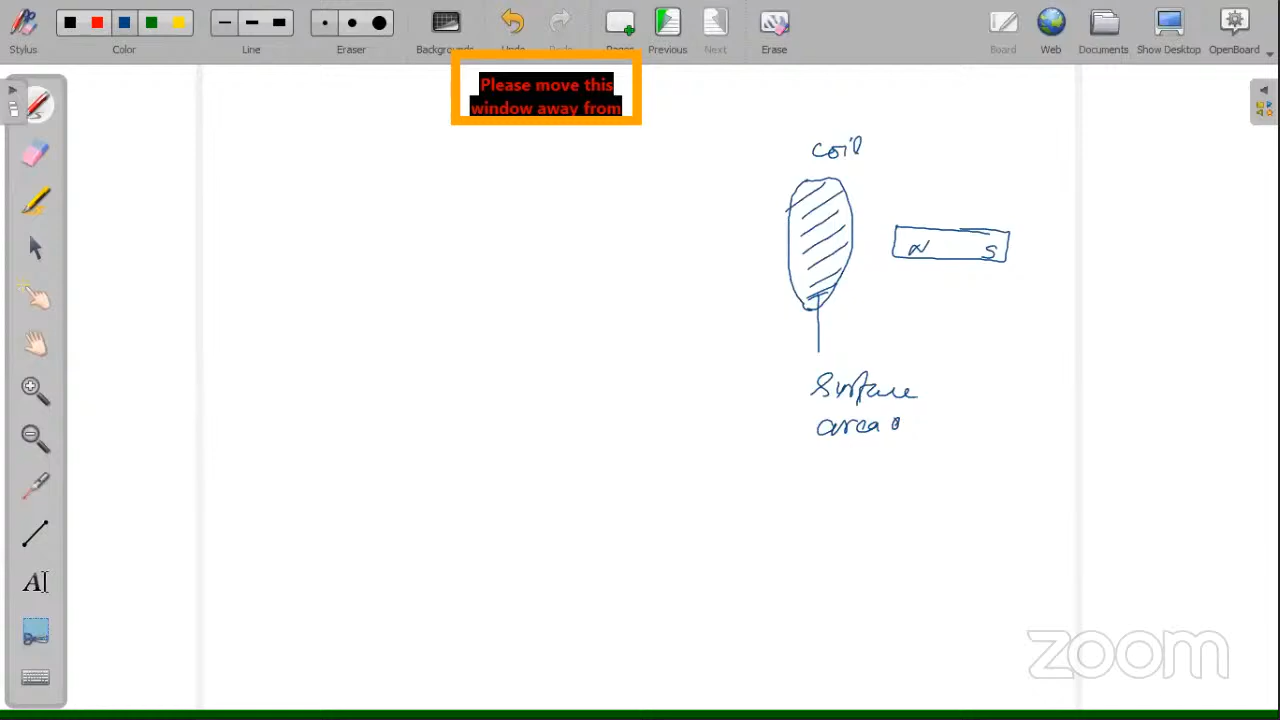 Stylus
Color
Line
Eraser
Backgrounds
Undo
Redo
Pages
Previous
Next
Erase
Board
Web
Documents
Show Desktop
OpenBoard
Please move this
window away from
coil
N S
Surface
area
A
zoom